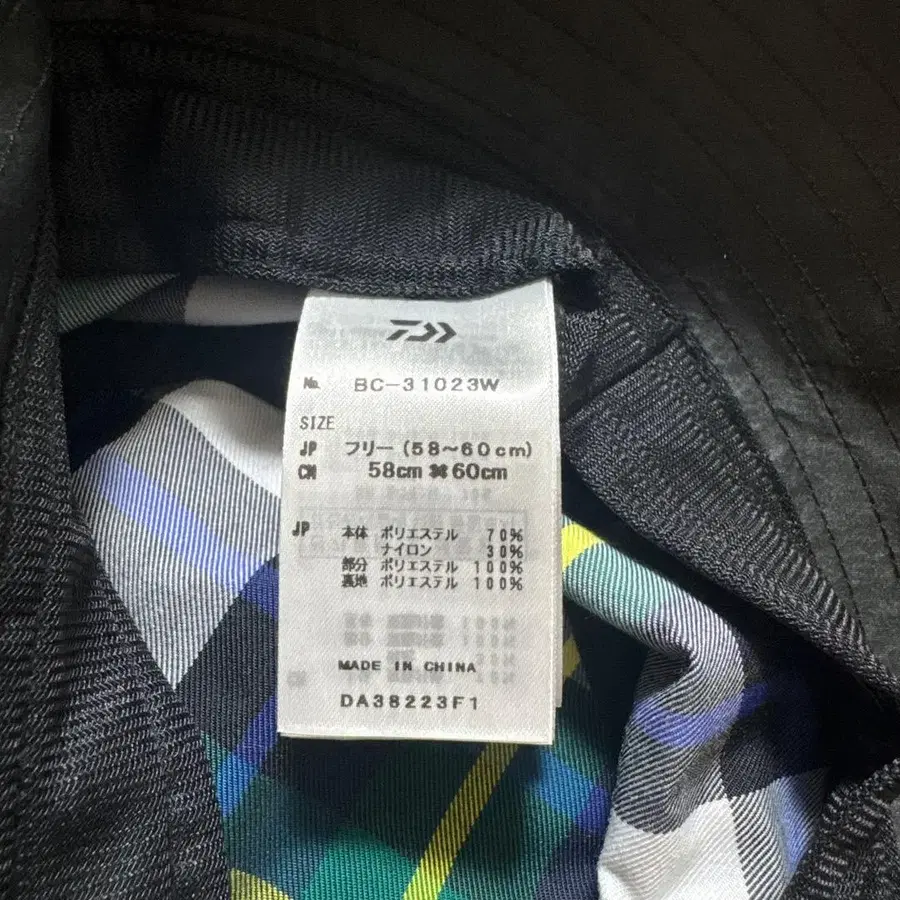 No. BC-31023W
SIZE
JP フリー (58~60cm)
CN 58cm ⌘ 60cm
JP 本体 ポリエステル 70%
ナイロン 30%
部分 ポリエステル 100%
裏地 ポリエステル 100%
MADE IN CHINA
DA38223F1